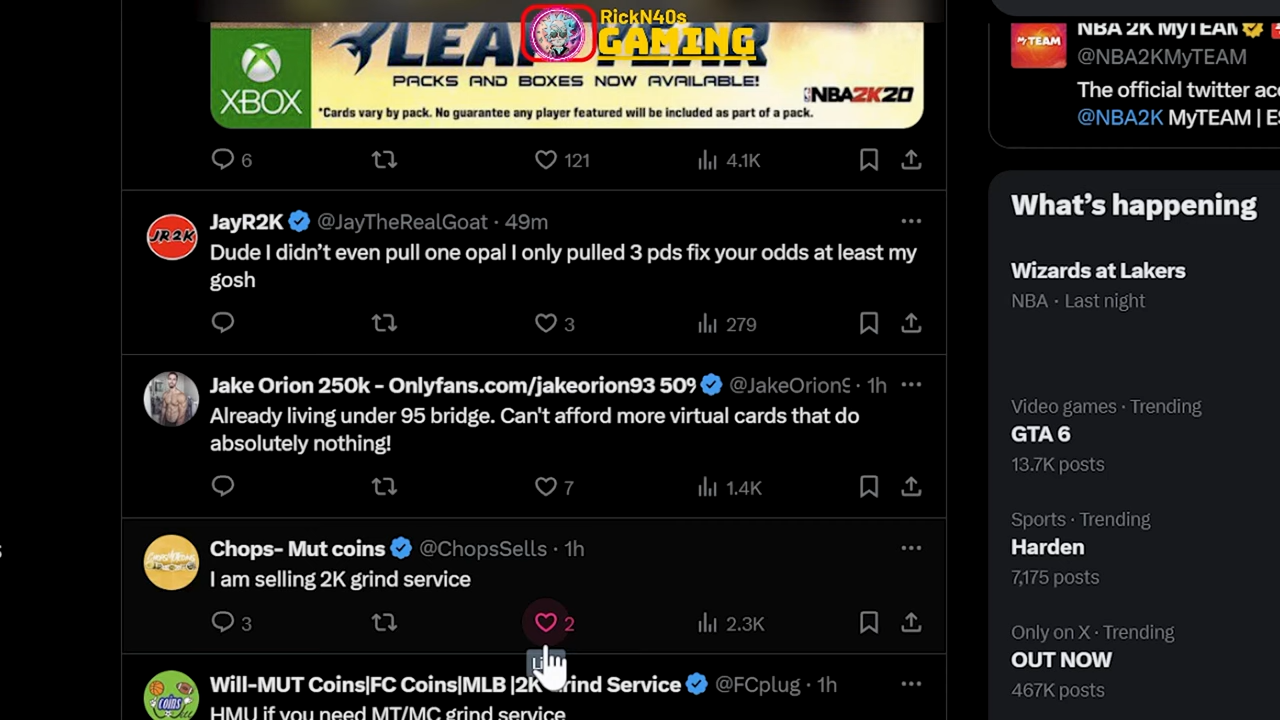 RickN40s
GAMING
LEAP YEAR
XBOX
PACKS AND BOXES NOW AVAILABLE!
NBA2K20
*Cards vary by pack. No guarantee any player featured will be included as part of a pack.
6 121 4.1K
JayR2K @JayTheRealGoat · 49m
Dude I didn’t even pull one opal I only pulled 3 pds fix your odds at least my
gosh
3 279
Jake Orion 250k - Onlyfans.com/jakeorion93 50% @JakeOrion9 · 1h
Already living under 95 bridge. Can't afford more virtual cards that do
absolutely nothing!
7 1.4K
Chops- Mut coins @ChopsSells · 1h
I am selling 2K grind service
3 2 2.3K
Will-MUT Coins|FC Coins|MLB |2K Grind Service @FCplug · 1h
HMU if you need MT/MC grind service
COINS
MyTEAM
NBA 2K MyTEAM
@NBA2KMyTEAM
The official twitter acc
@NBA2K MyTEAM | ES
What’s happening
Wizards at Lakers
NBA · Last night
Video games · Trending
GTA 6
13.7K posts
Sports · Trending
Harden
7,175 posts
Only on X · Trending
OUT NOW
467K posts